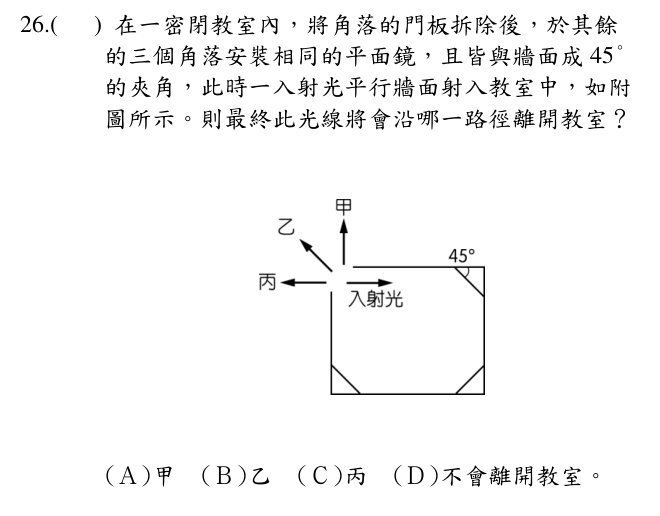 26.(　　) 在一密閉教室內，將角落的門板拆除後，於其餘
的三個角落安裝相同的平面鏡，且皆與牆面成 45°
的夾角，此時一入射光平行牆面射入教室中，如附
圖所示。則最終此光線將會沿哪一路徑離開教室？
甲
乙
45°
丙
入射光
（A）甲　（B）乙　（C）丙　（D）不會離開教室。